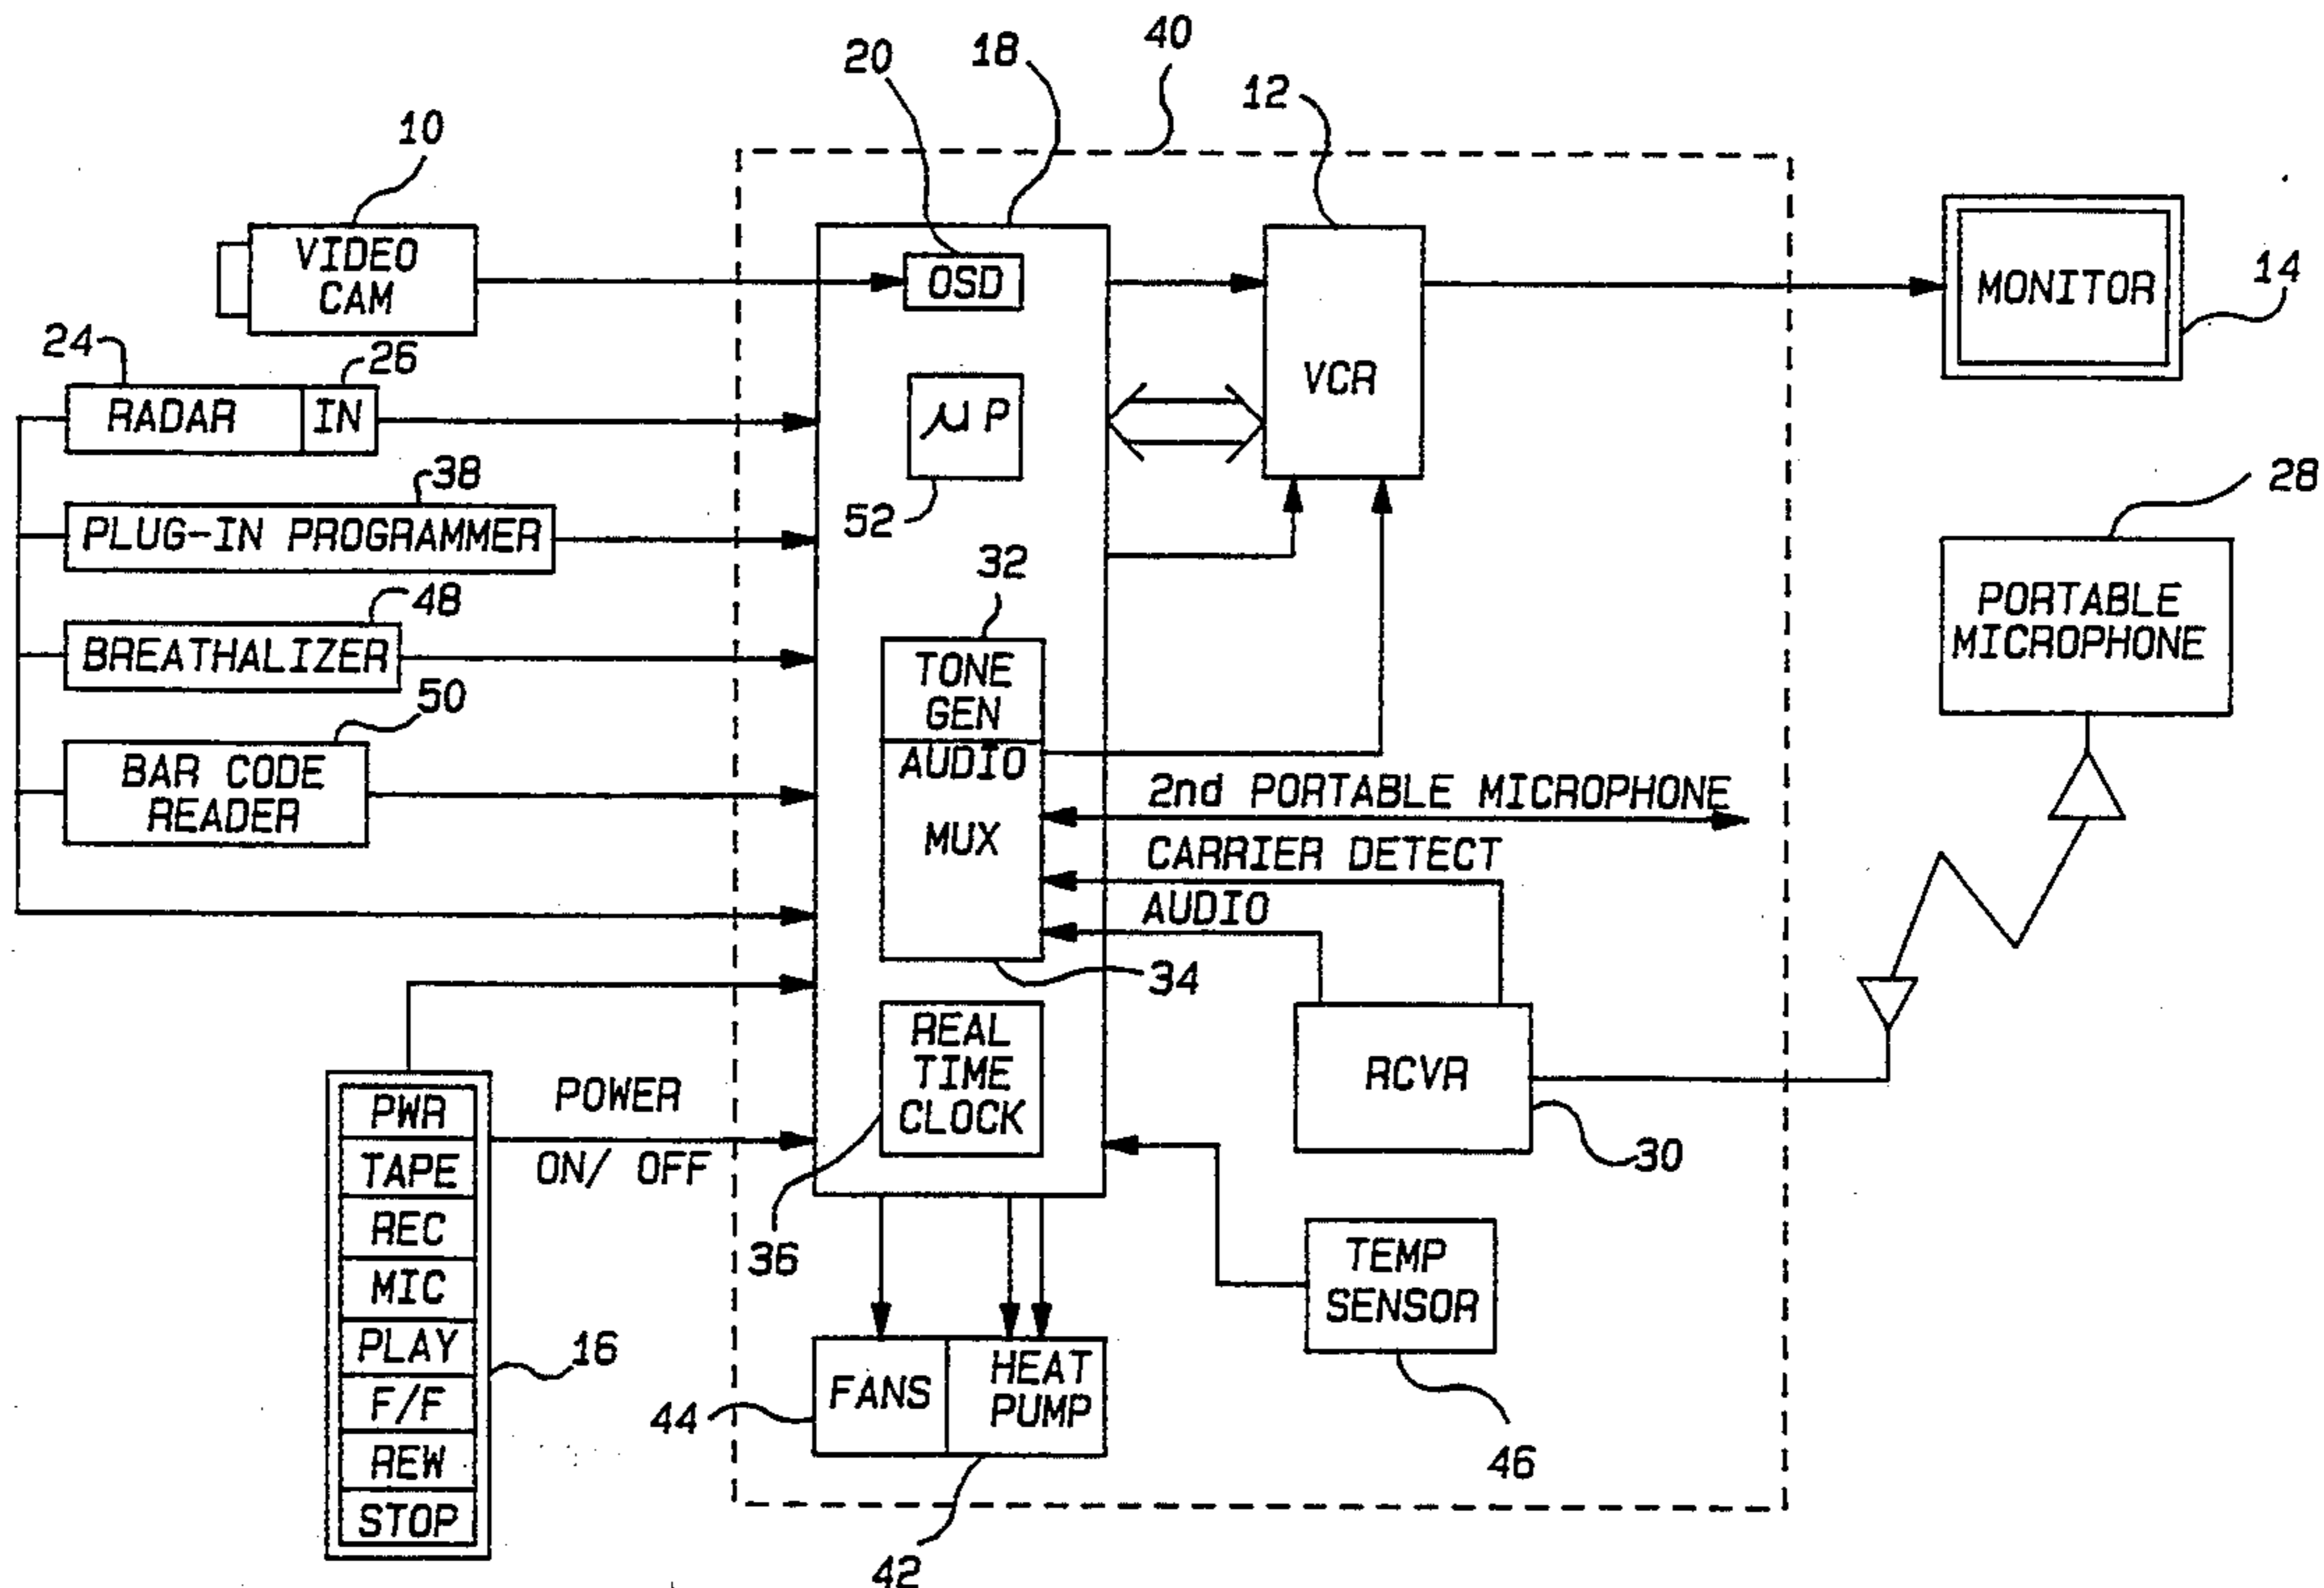 40
18
20
12
10
VIDEO
CAM
OSD
MONITOR
14
24
26
RADAR
IN
VCR
μP
38
28
PLUG-IN PROGRAMMER
52
32
48
PORTABLE
MICROPHONE
BREATHALIZER
TONE
GEN
50
BAR CODE
READER
AUDIO
MUX
2nd PORTABLE MICROPHONE
CARRIER DETECT
AUDIO
34
REAL
TIME
CLOCK
RCVR
POWER
ON/ OFF
30
36
PWR
TAPE
REC
MIC
PLAY
F/F
REW
STOP
16
TEMP
SENSOR
FANS
HEAT
PUMP
44
46
42